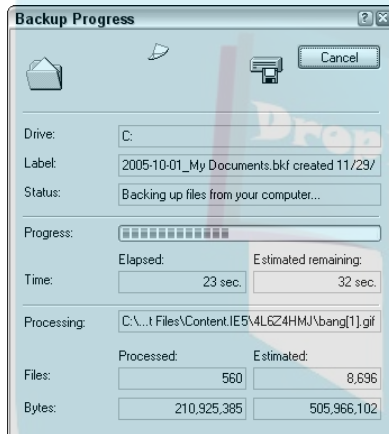 Backup Progress
Cancel
Drop
Drive: C:
Label: 2005-10-01_My Documents.bkf created 11/29/
Status: Backing up files from your computer...
Progress:
Elapsed: Estimated remaining:
Time: 23 sec. 32 sec.
Processing: C:\...t Files\Content.IE5\4L6Z4HMJ\bang[1].gif
Processed: Estimated:
Files: 560 8,696
Bytes: 210,925,385 505,966,102